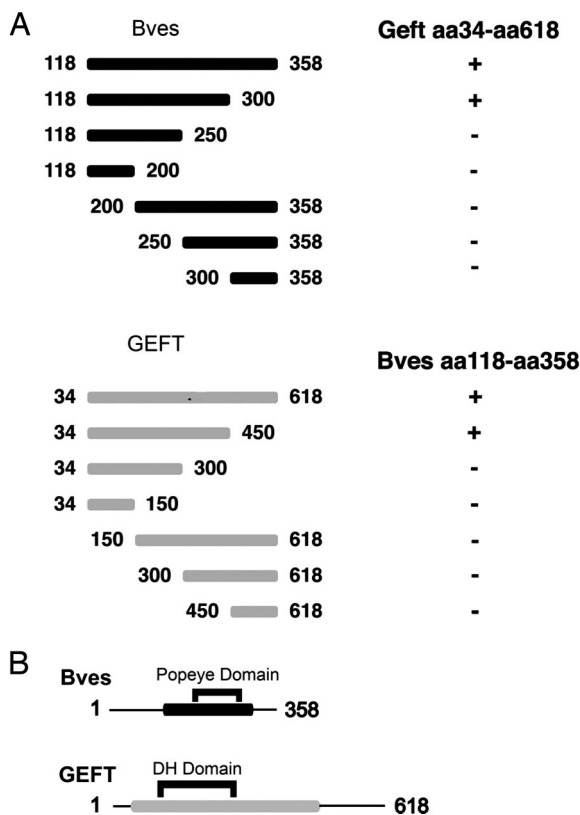 A
Bves Geft aa34-aa618
118 358 +
118 300 +
118 250 -
118 200 -
200 358 -
250 358 -
300 358 -
GEFT Bves aa118-aa358
34 618 +
34 450 +
34 300 -
34 150 -
150 618 -
300 618 -
450 618 -
B
Popeye Domain
Bves
1 358
DH Domain
GEFT
1 618